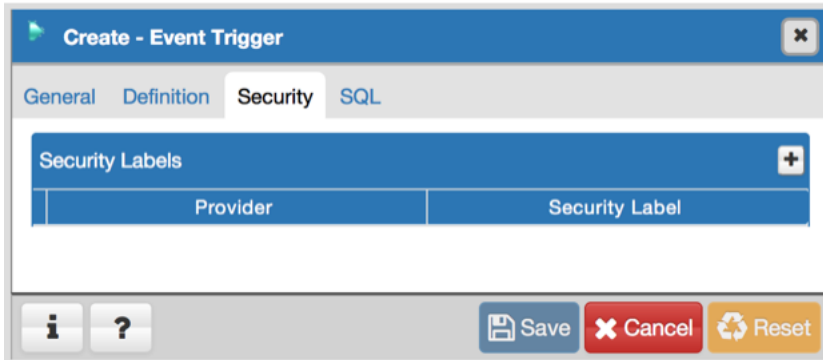 Create - Event Trigger
General Definition Security SQL
Security Labels
Provider Security Label
i ? Save Cancel Reset